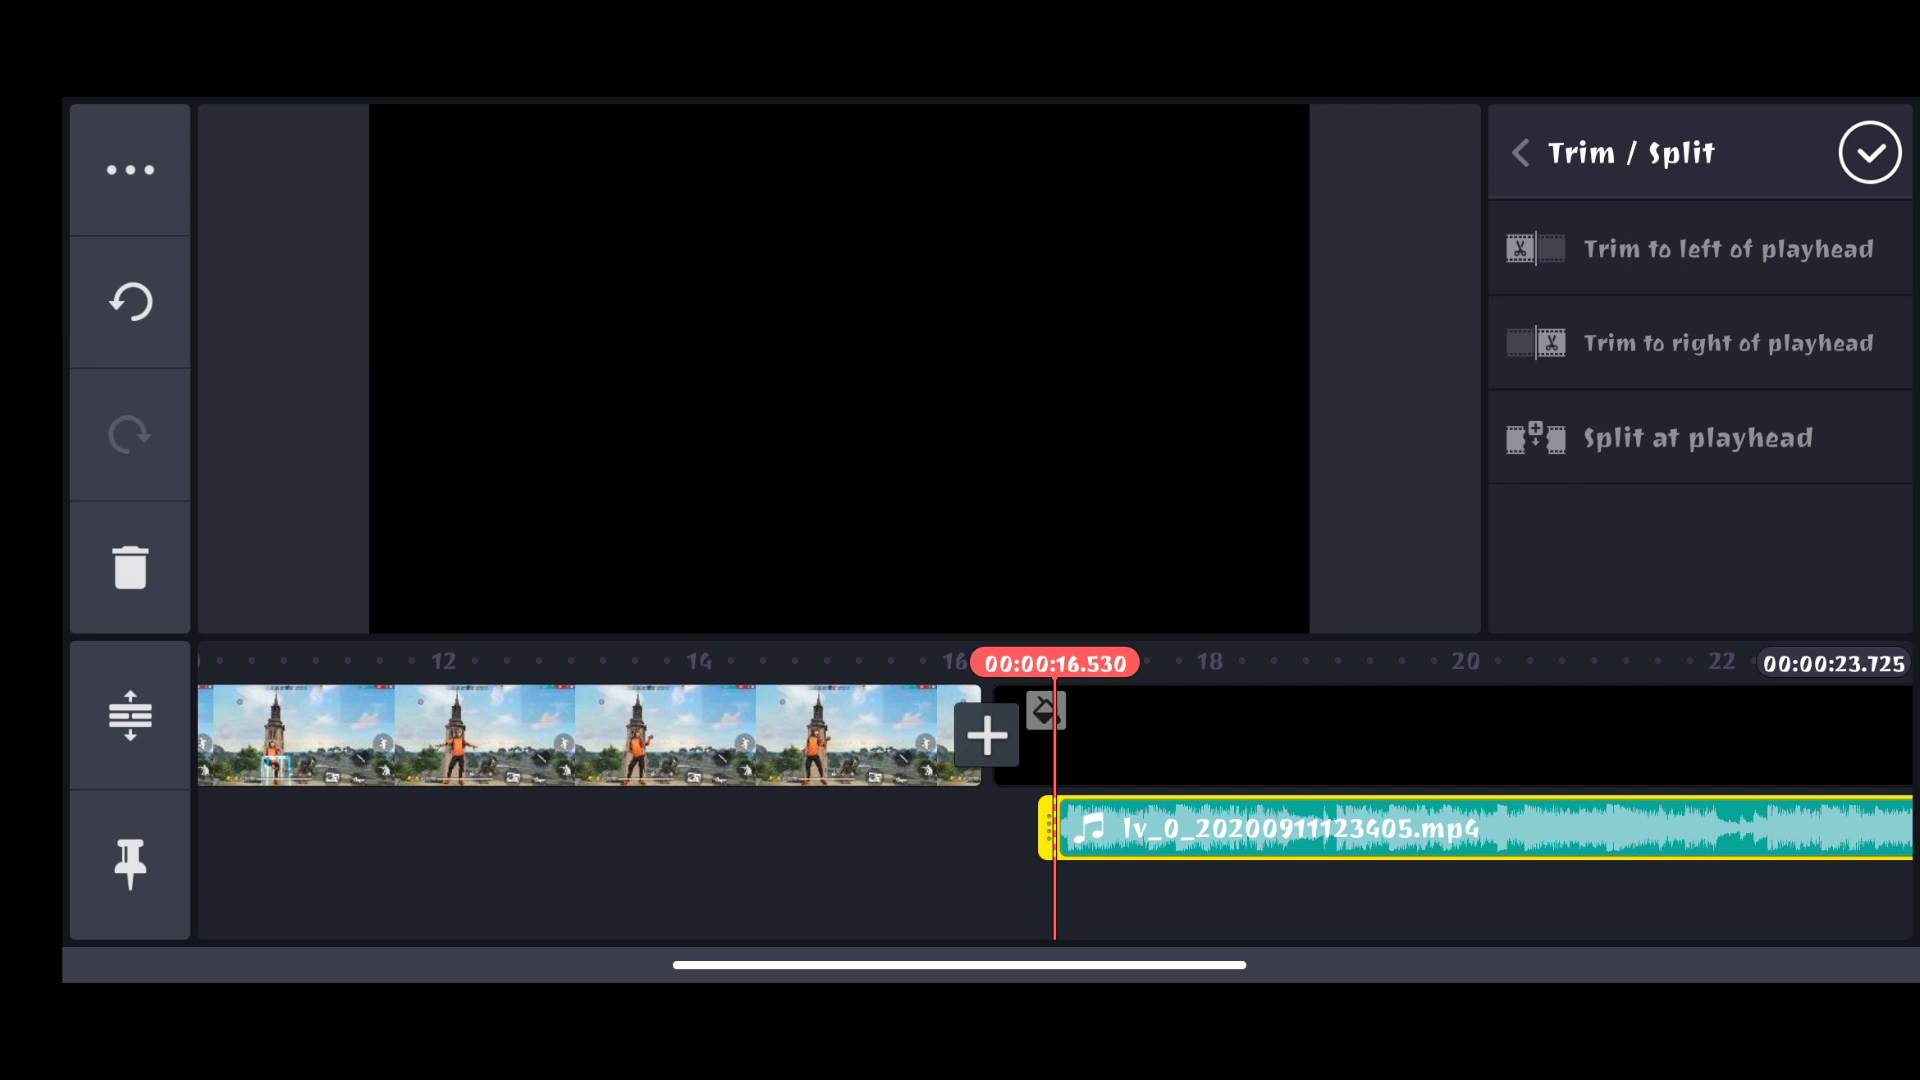 Trim / Split
Trim to left of playhead
Trim to right of playhead
Split at playhead
12 14 16 00:00:16.530 18 20 22 00:00:23.725
lv_0_20200911123405.mp4